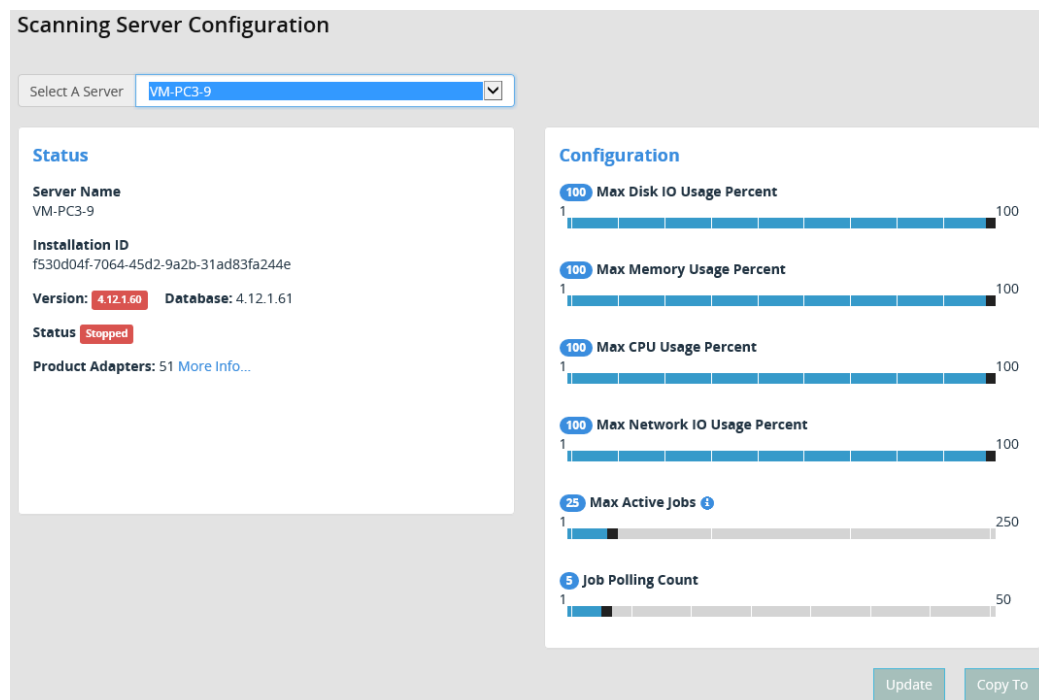 Scanning Server Configuration
Select A Server VM-PC3-9
Status
Server Name
VM-PC3-9
Installation ID
f530d04f-7064-45d2-9a2b-31ad83fa244e
Version: 4.12.1.60 Database: 4.12.1.61
Status Stopped
Product Adapters: 51 More Info...
Configuration
100 Max Disk IO Usage Percent
1 100
100 Max Memory Usage Percent
1 100
100 Max CPU Usage Percent
1 100
100 Max Network IO Usage Percent
1 100
25 Max Active Jobs i
1 250
5 Job Polling Count
1 50
Update Copy To